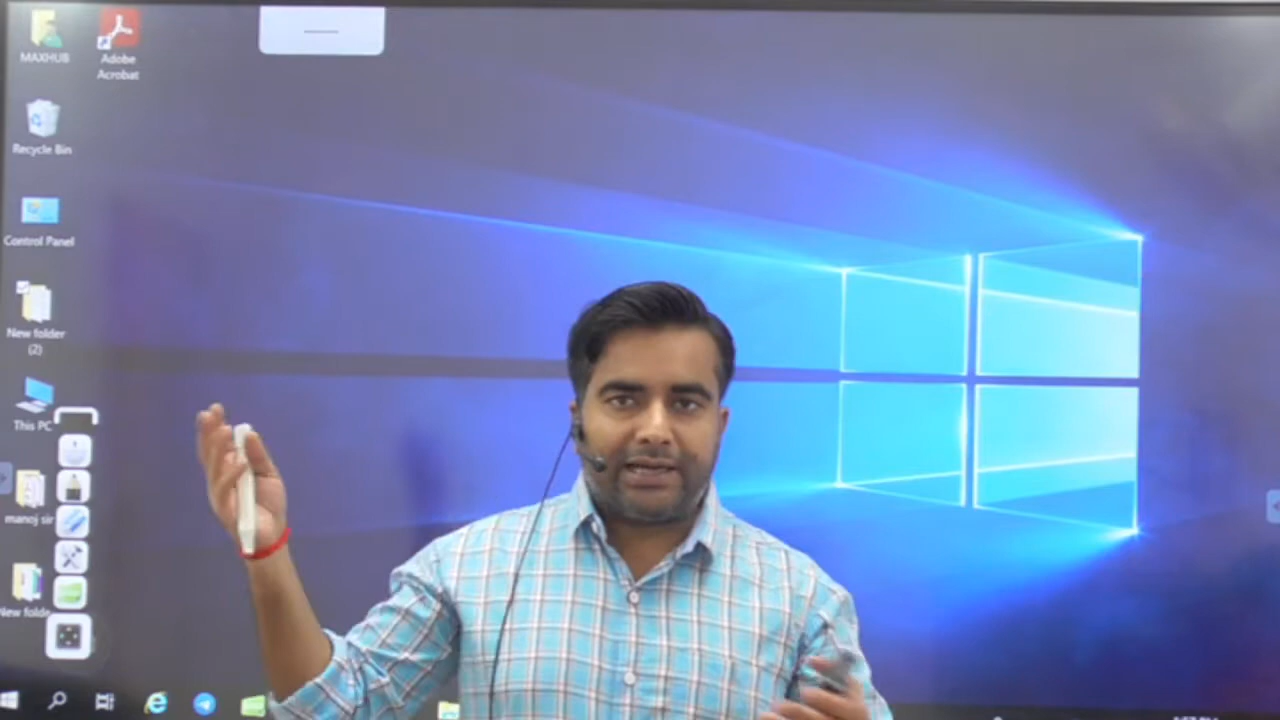 MAXHUB
Adobe
Acrobat
Recycle Bin
Control Panel
New folder
(2)
This PC
manoj sir
New folde